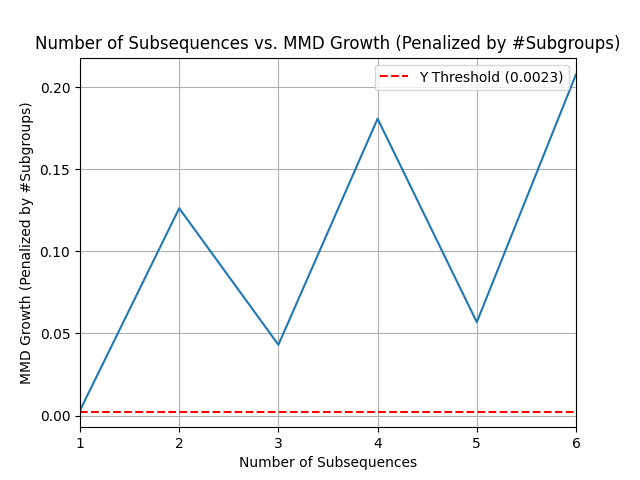 Number of Subsequences vs. MMD Growth (Penalized by #Subgroups)
Y Threshold (0.0023)
MMD Growth (Penalized by #Subgroups)
0.20
0.15
0.10
0.05
0.00
1 2 3 4 5 6
Number of Subsequences